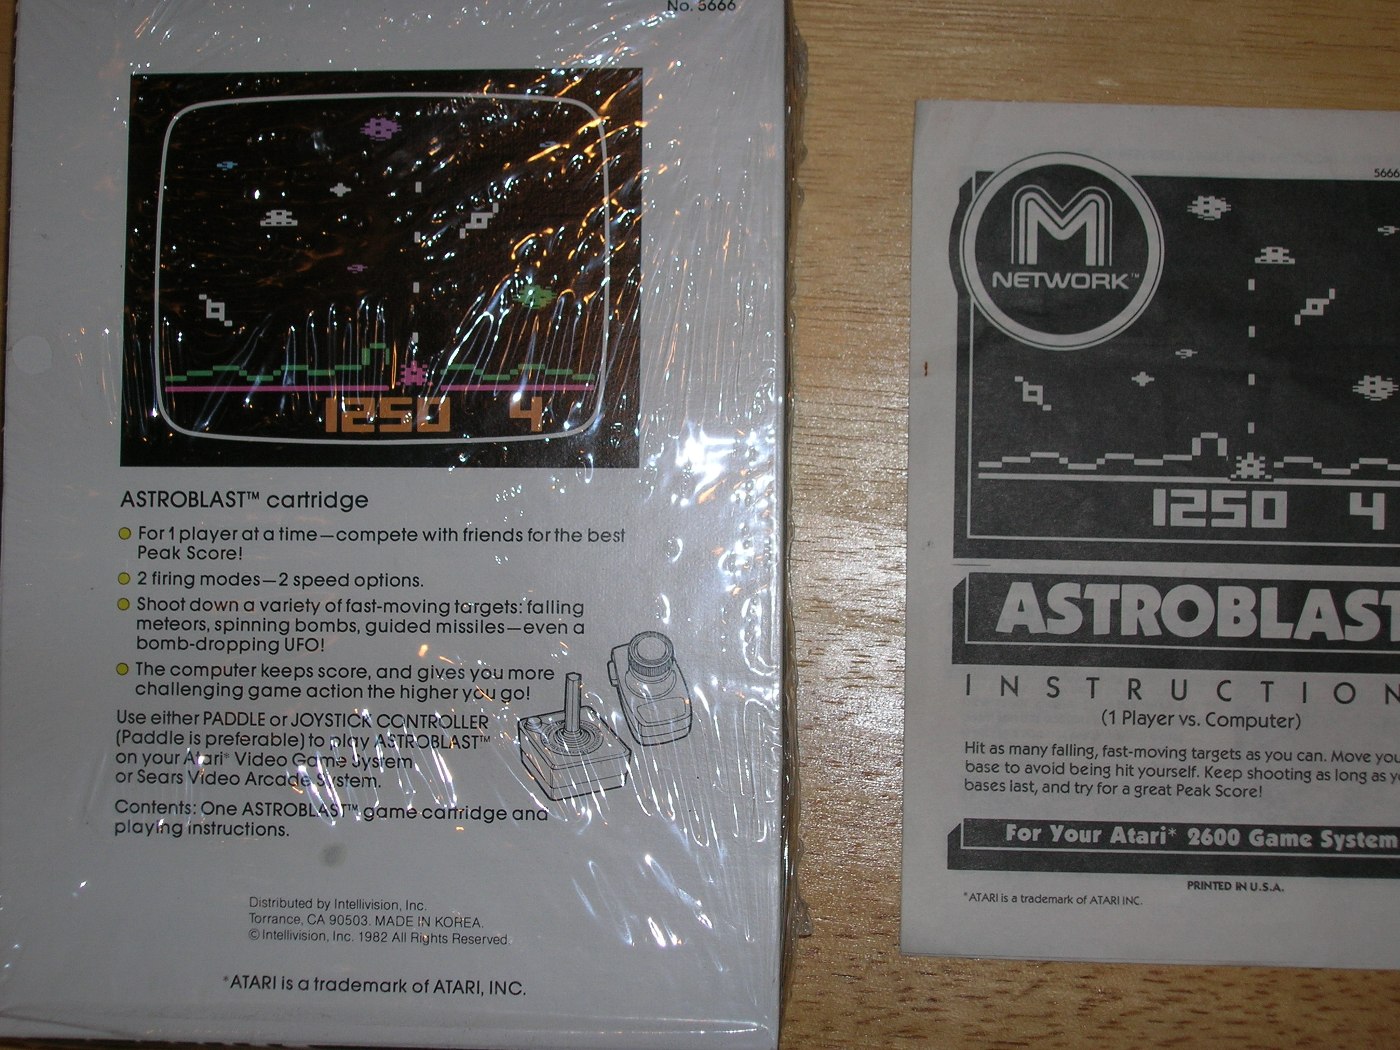 No. 5666
1250 4
ASTROBLAST™ cartridge
For 1 player at a time—compete with friends for the best
Peak Score!
2 firing modes—2 speed options.
Shoot down a variety of fast-moving targets: falling
meteors, spinning bombs, guided missiles—even a
bomb-dropping UFO!
The computer keeps score, and gives you more
challenging game action the higher you go!
Use either PADDLE or JOYSTICK CONTROLLER
(Paddle is preferable) to play ASTROBLAST™
on your Atari* Video Game System
or Sears Video Arcade System.
Contents: One ASTROBLAST™ game cartridge and
playing instructions.
Distributed by Intellivision, Inc.
Torrance, CA 90503. MADE IN KOREA.
© Intellivision, Inc. 1982 All Rights Reserved.
*ATARI is a trademark of ATARI, INC.
5666
M
NETWORK™
1250 4
ASTROBLAST
INSTRUCTION
(1 Player vs. Computer)
Hit as many falling, fast-moving targets as you can. Move you
base to avoid being hit yourself. Keep shooting as long as y
bases last, and try for a great Peak Score!
For Your Atari* 2600 Game System
PRINTED IN U.S.A.
*ATARI is a trademark of ATARI INC.